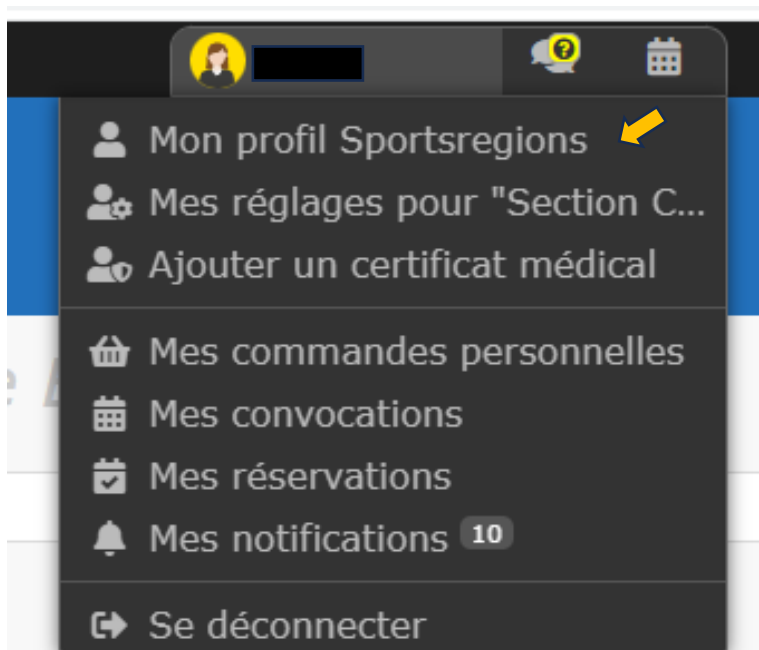 Mon profil Sportsregions
Mes réglages pour "Section C...
Ajouter un certificat médical
Mes commandes personnelles
Mes convocations
Mes réservations
Mes notifications 10
Se déconnecter